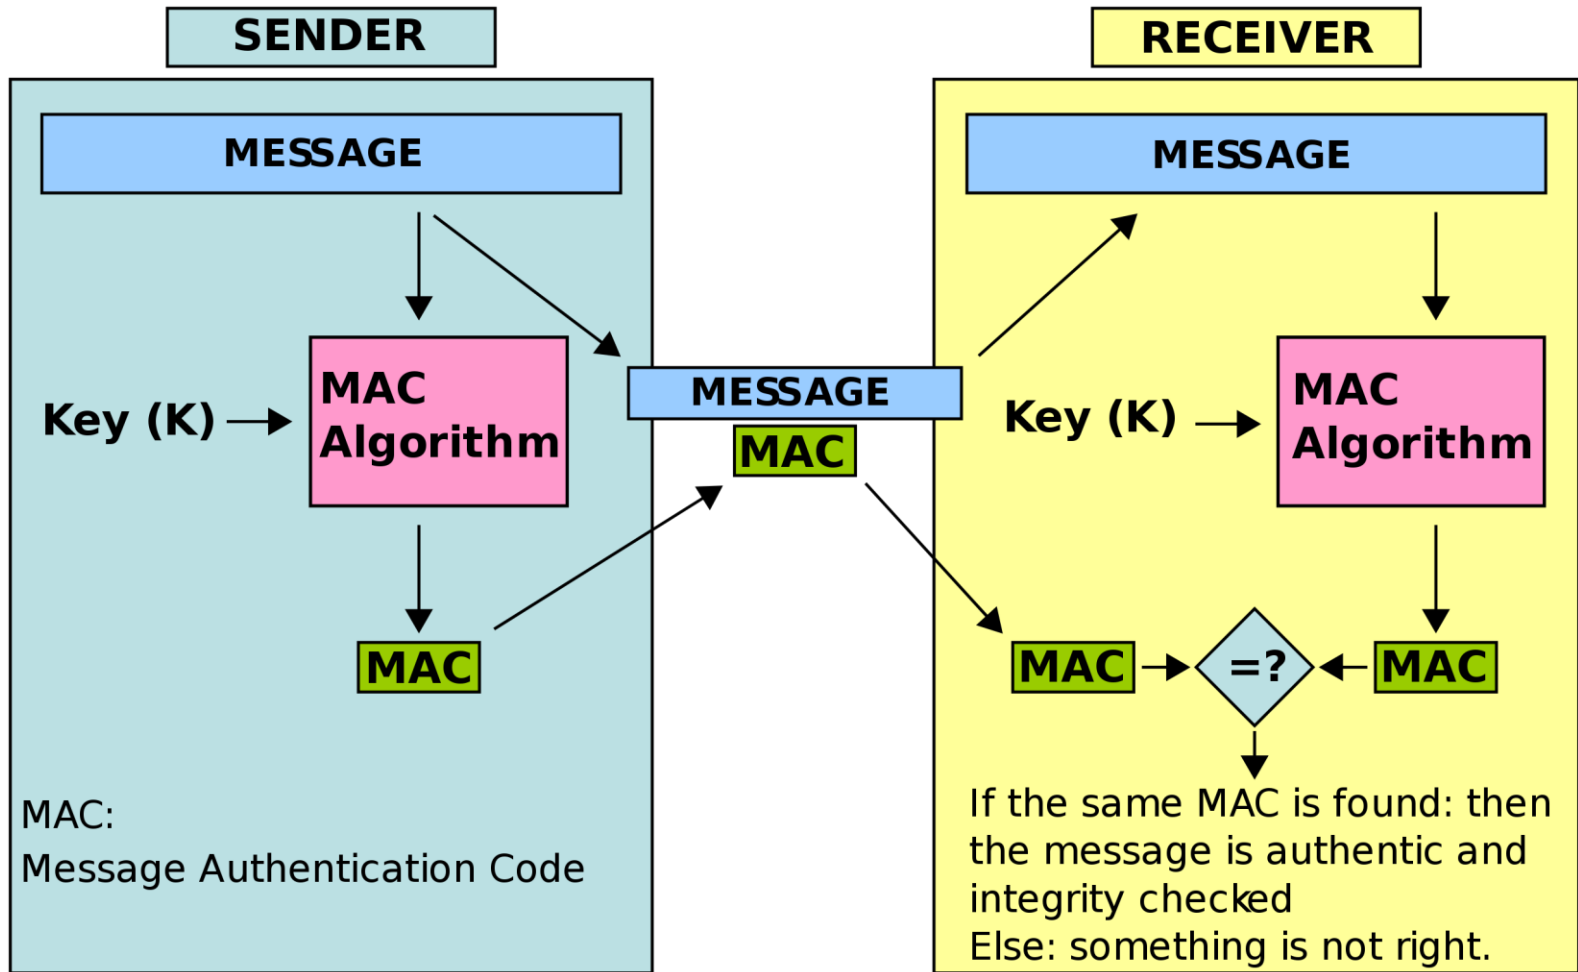 SENDER
MESSAGE
Key (K)
MAC
Algorithm
MAC
MAC:
Message Authentication Code
MESSAGE
MAC
RECEIVER
MESSAGE
Key (K)
MAC
Algorithm
MAC
=?
MAC
If the same MAC is found: then
the message is authentic and
integrity checked
Else: something is not right.